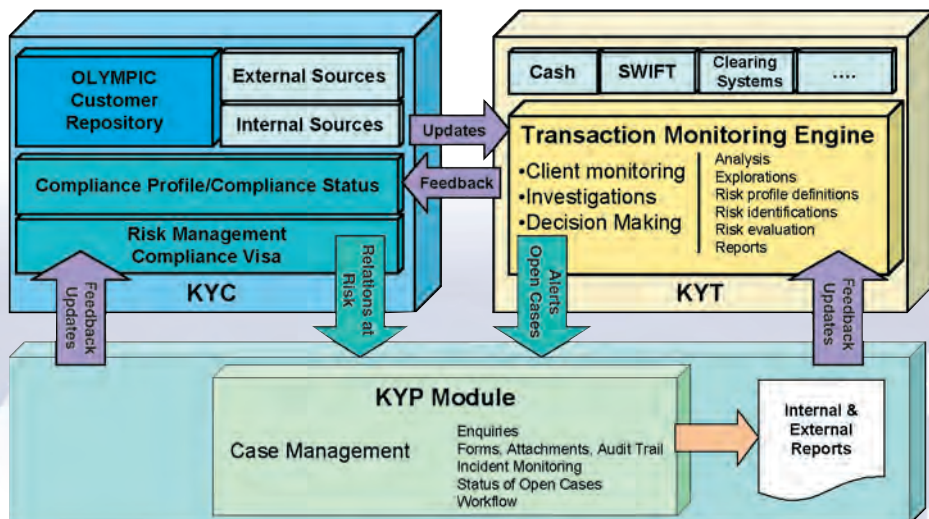 OLYMPIC
Customer
Repository
External Sources
Internal Sources
Compliance Profile/Compliance Status
Risk Management
Compliance Visa
KYC
Updates
Feedback
Cash
SWIFT
Clearing
Systems
....
Transaction Monitoring Engine
•Client monitoring
•Investigations
•Decision Making
Analysis
Explorations
Risk profile definitions
Risk identifications
Risk evaluation
Reports
KYT
Feedback
Updates
Relations at
Risk
Alerts
Open Cases
Feedback
Updates
KYP Module
Case Management
Enquiries
Forms, Attachments, Audit Trail
Incident Monitoring
Status of Open Cases
Workflow
Internal &
External
Reports